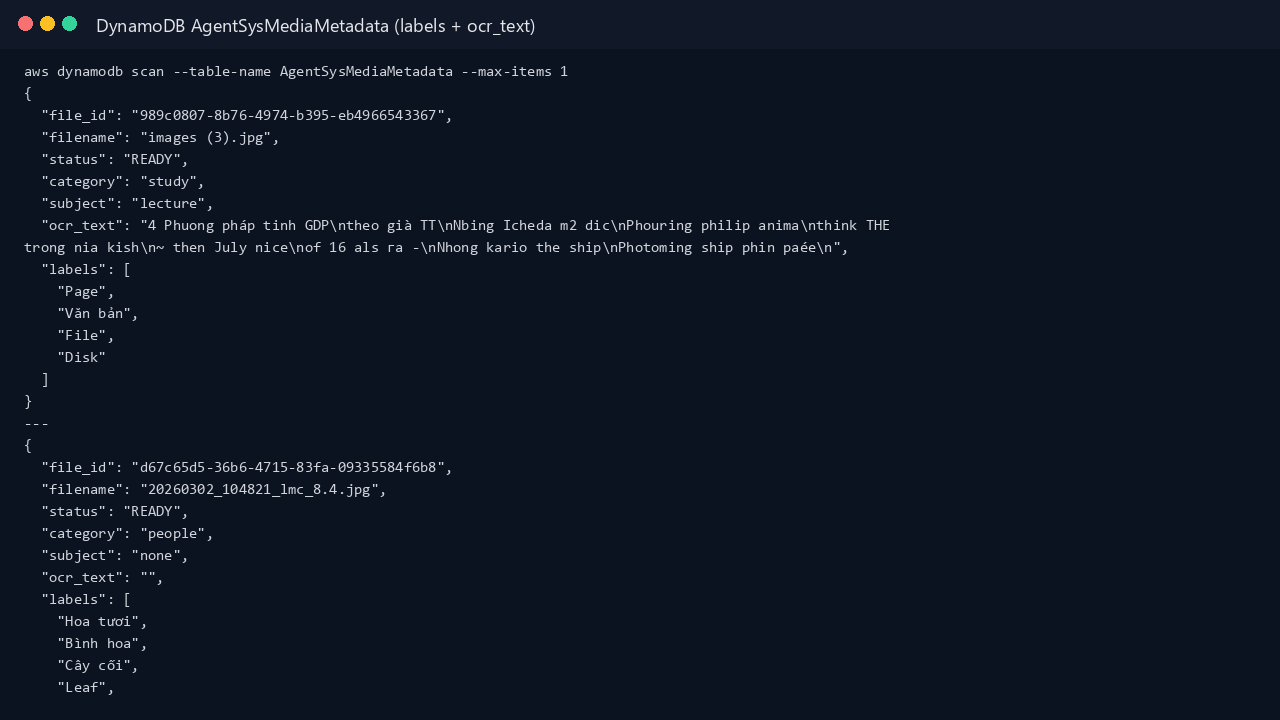 DynamoDB AgentSysMediaMetadata (labels + ocr_text)
aws dynamodb scan --table-name AgentSysMediaMetadata --max-items 1
{
  "file_id": "989c0807-8b76-4974-b395-eb4966543367",
  "filename": "images (3).jpg",
  "status": "READY",
  "category": "study",
  "subject": "lecture",
  "ocr_text": "4 Phuong pháp tinh GDP\ntheo già TT\nNbing Icheda m2 dic\nPhouring philip anima\nthink THE
trong nia kish\n~ then July nice\nof 16 als ra -\nNhong kario the ship\nPhotoming ship phin paée\n",
  "labels": [
    "Page",
    "Văn bản",
    "File",
    "Disk"
  ]
}
---
{
  "file_id": "d67c65d5-36b6-4715-83fa-09335584f6b8",
  "filename": "20260302_104821_lmc_8.4.jpg",
  "status": "READY",
  "category": "people",
  "subject": "none",
  "ocr_text": "",
  "labels": [
    "Hoa tươi",
    "Bình hoa",
    "Cây cối",
    "Leaf",